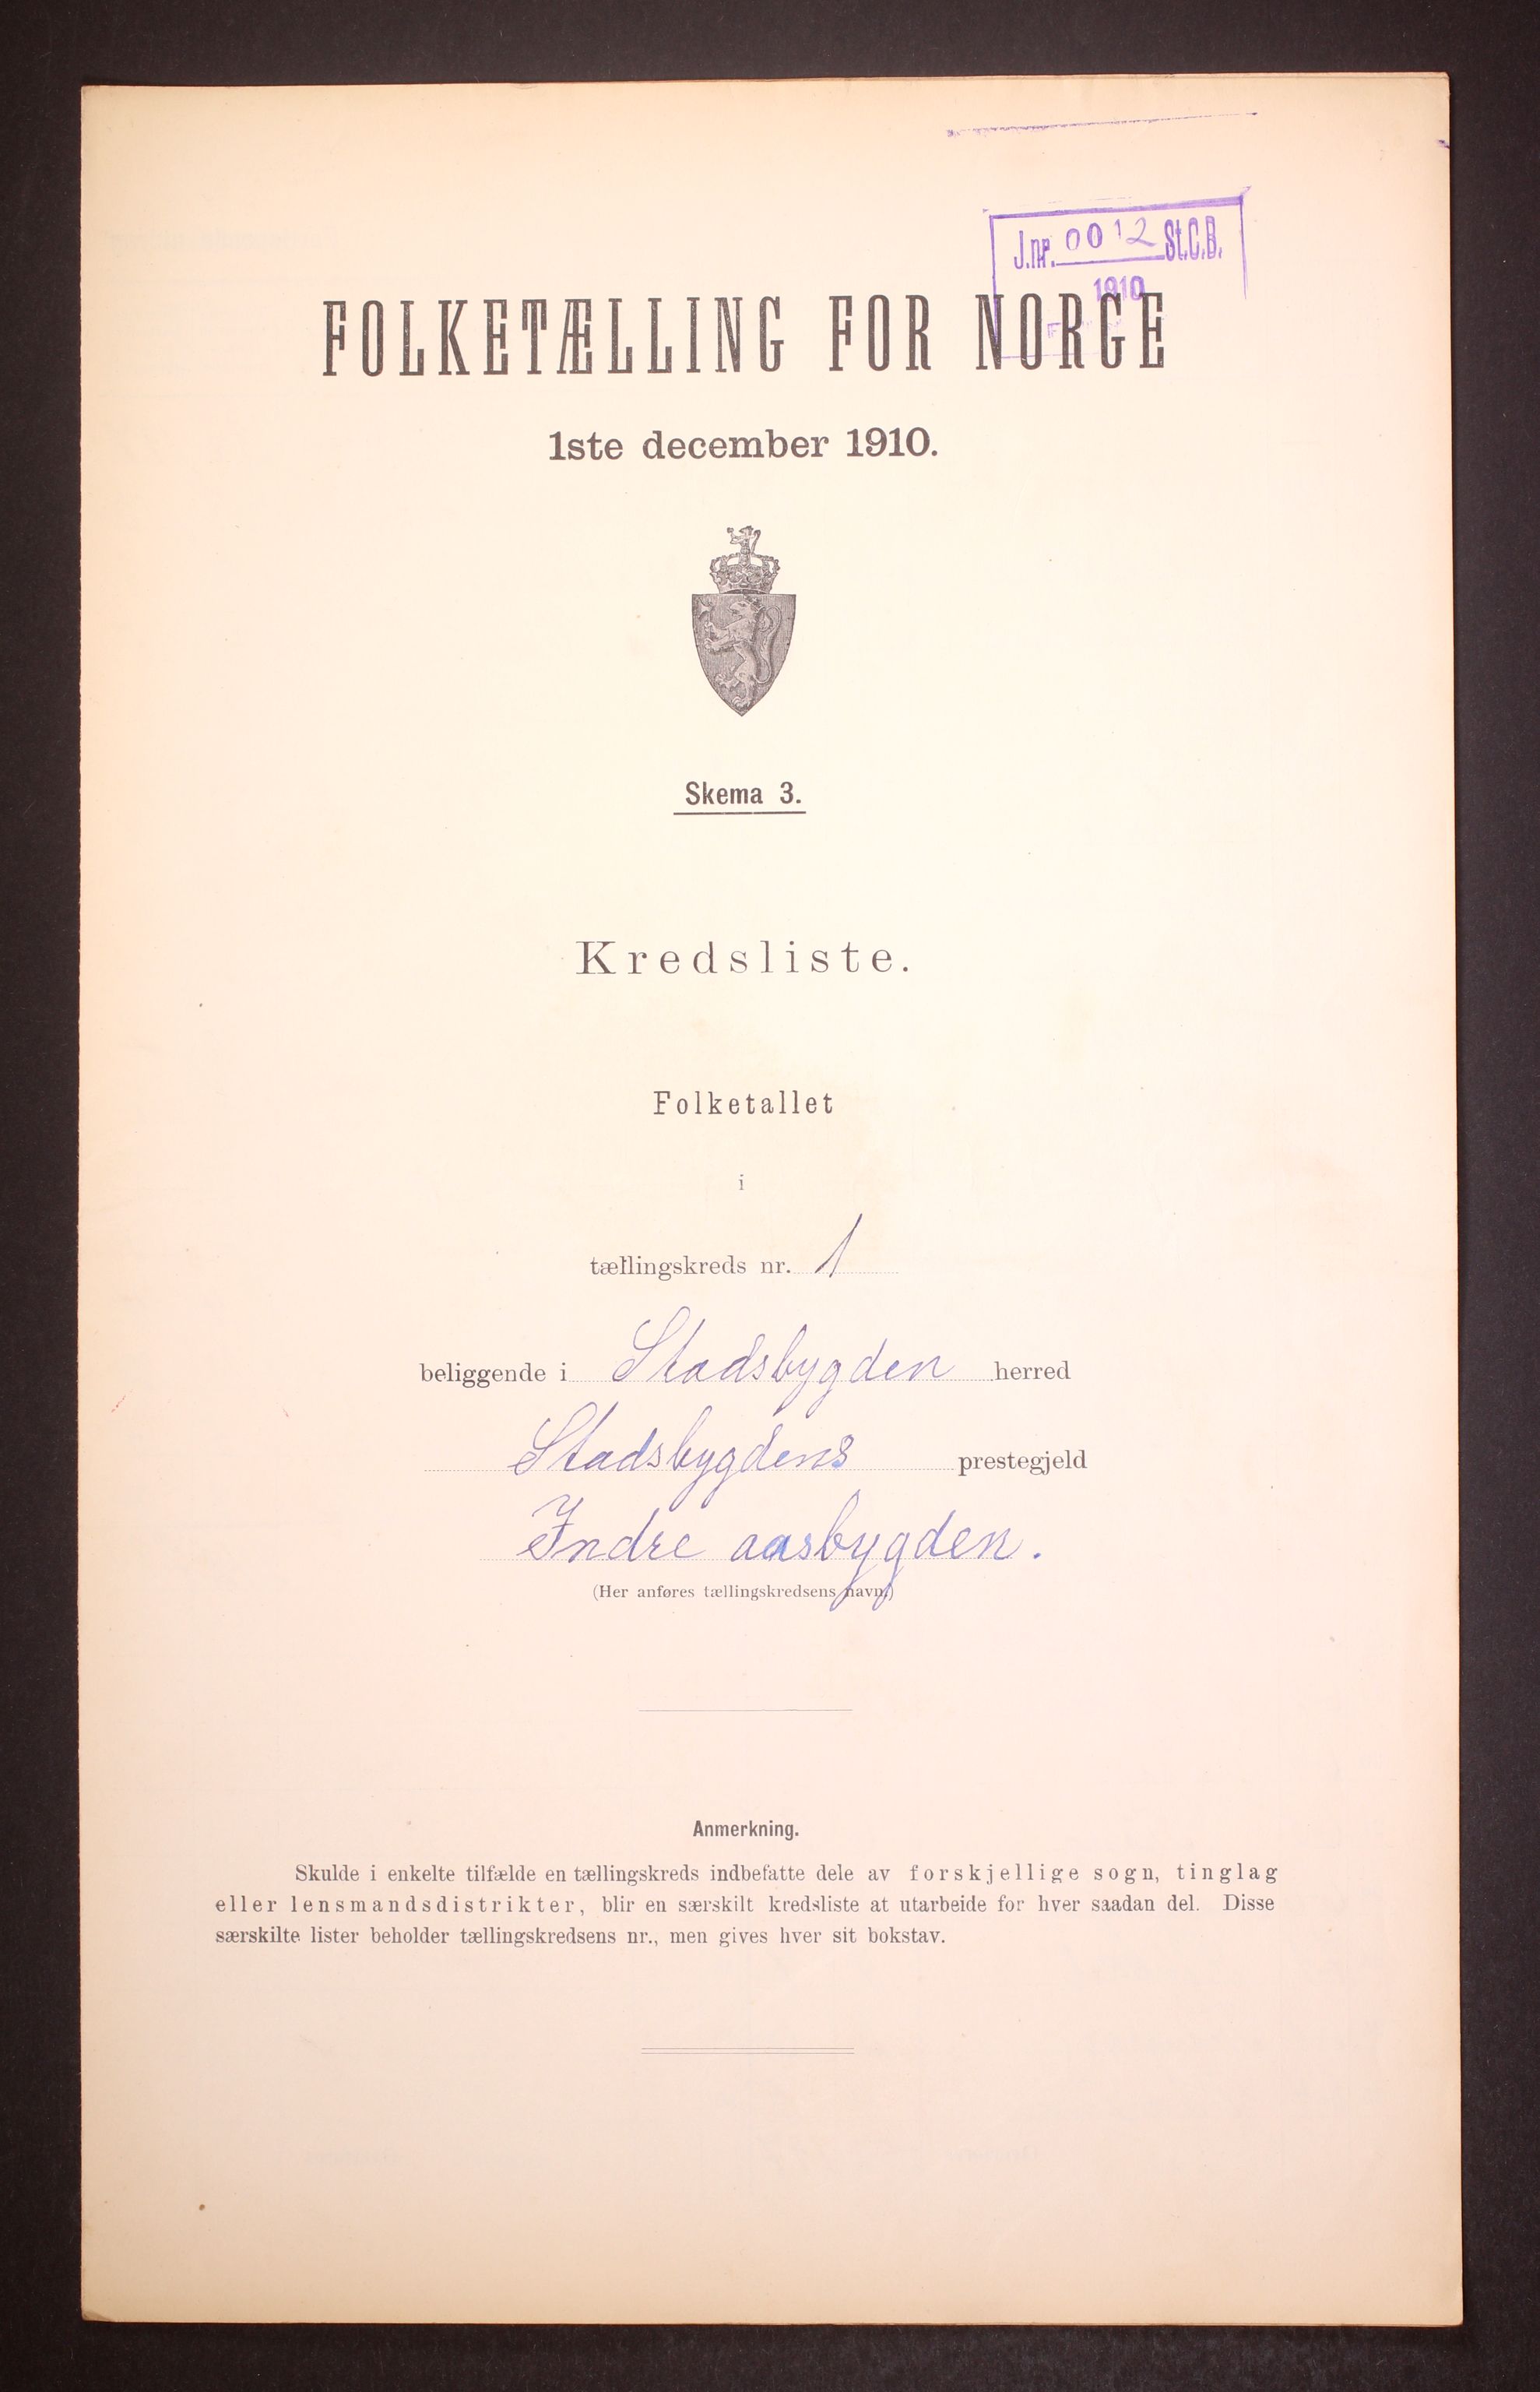 J.nr. 0012 St.C.B.
1910
FOLKETÆLLING FOR NORGE
1ste december 1910.
Skema 3.
Kredsliste.
Folketallet
i
tællingskreds nr. 1
beliggende i Stadsbygden herred
Stadsbygdens prestegjeld
Indre aasbygden.
(Her anføres tællingskredsens navn.)
Anmerkning.
Skulde i enkelte tilfælde en tællingskreds indbefatte dele av forskjellige sogn, tinglag
eller lensmandsdistrikter, blir en særskilt kredsliste at utarbeide for hver saadan del. Disse
særskilte lister beholder tællingskredsens nr., men gives hver sit bokstav.